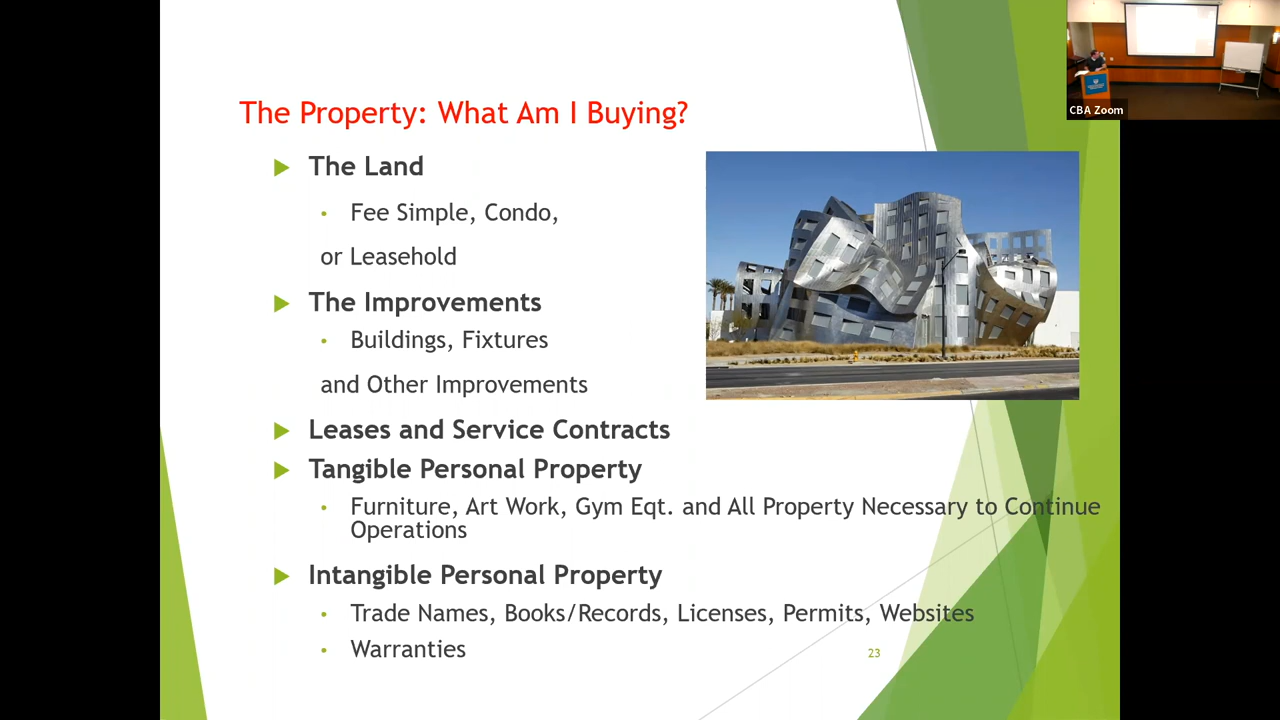 The Property: What Am I Buying?
The Land
Fee Simple, Condo,
or Leasehold
The Improvements
Buildings, Fixtures
and Other Improvements
Leases and Service Contracts
Tangible Personal Property
Furniture, Art Work, Gym Eqt. and All Property Necessary to Continue
Operations
Intangible Personal Property
Trade Names, Books/Records, Licenses, Permits, Websites
Warranties
23
CBA Zoom